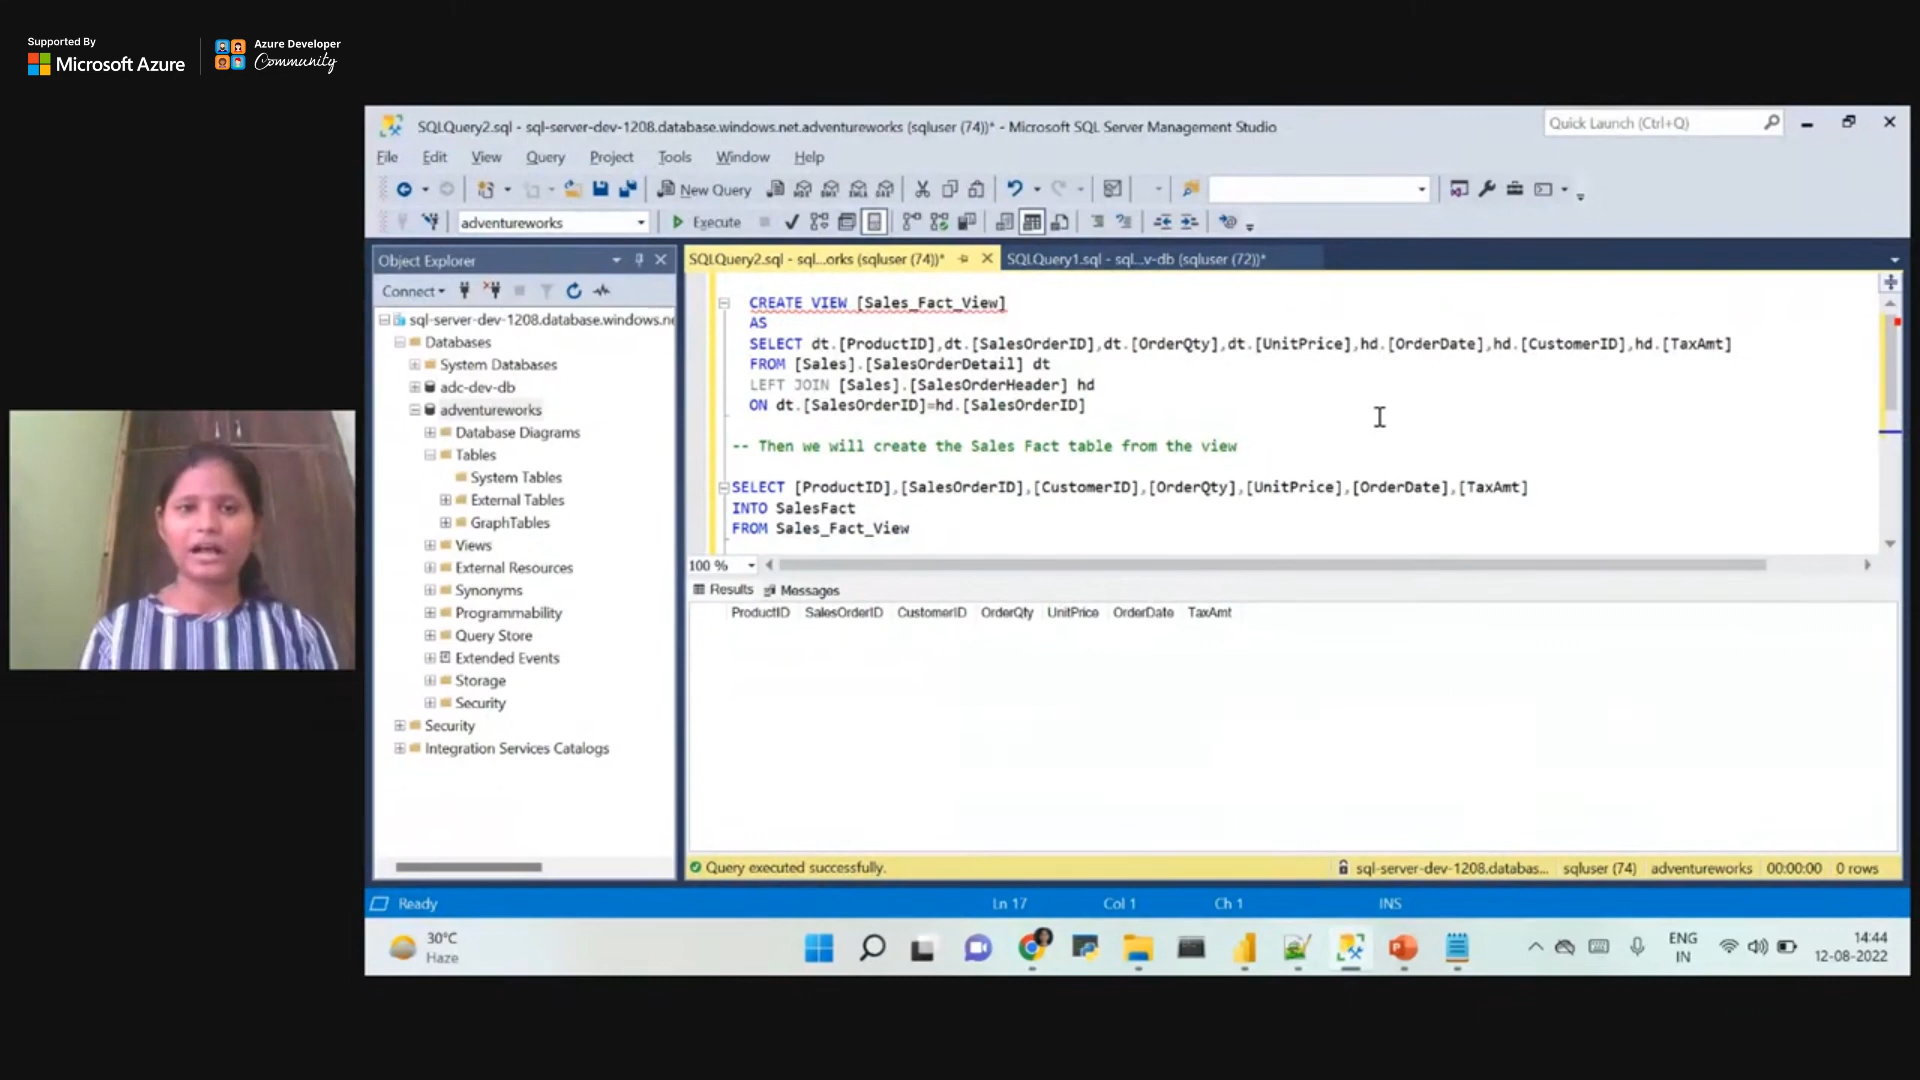 Supported By
Microsoft Azure
Azure Developer
Community
SQLQuery2.sql - sql-server-dev-1208.database.windows.net.adventureworks (sqluser (74))* - Microsoft SQL Server Management Studio
Quick Launch (Ctrl+Q)
File Edit View Query Project Tools Window Help
New Query
adventureworks
Execute
Object Explorer
SQLQuery2.sql - sql...orks (sqluser (74))*
SQLQuery1.sql - sql...v-db (sqluser (72))*
Connect
sql-server-dev-1208.database.windows.n
Databases
System Databases
adc-dev-db
adventureworks
Database Diagrams
Tables
System Tables
External Tables
GraphTables
Views
External Resources
Synonyms
Programmability
Query Store
Extended Events
Storage
Security
Security
Integration Services Catalogs
CREATE VIEW [Sales_Fact_View]
AS
SELECT dt.[ProductID],dt.[SalesOrderID],dt.[OrderQty],dt.[UnitPrice],hd.[OrderDate],hd.[CustomerID],hd.[TaxAmt]
FROM [Sales].[SalesOrderDetail] dt
LEFT JOIN [Sales].[SalesOrderHeader] hd
ON dt.[SalesOrderID]=hd.[SalesOrderID]
-- Then we will create the Sales Fact table from the view
SELECT [ProductID],[SalesOrderID],[CustomerID],[OrderQty],[UnitPrice],[OrderDate],[TaxAmt]
INTO SalesFact
FROM Sales_Fact_View
100 %
Results Messages
ProductID SalesOrderID CustomerID OrderQty UnitPrice OrderDate TaxAmt
Query executed successfully.
sql-server-dev-1208.databas... sqluser (74) adventureworks 00:00:00 0 rows
Ready
Ln 17 Col 1 Ch 1 INS
30°C
Haze
ENG
IN
14:44
12-08-2022